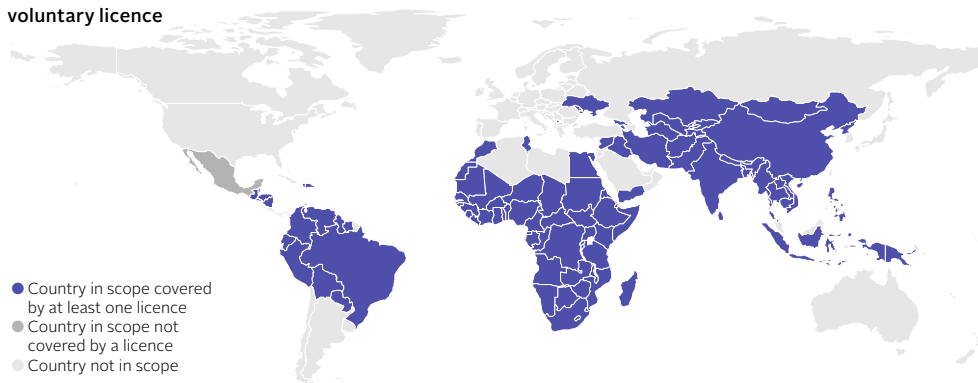 voluntary licence
Country in scope covered
by at least one licence
Country in scope not
covered by a licence
Country not in scope